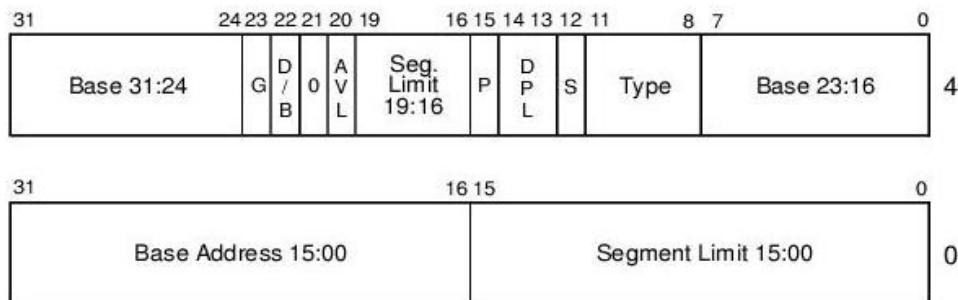 31 24 23 22 21 20 19 16 15 14 13 12 11 8 7 0
Base 31:24 G D/B 0 AVL Seg. Limit 19:16 P DPL S Type Base 23:16 4
31 16 15 0
Base Address 15:00 Segment Limit 15:00 0